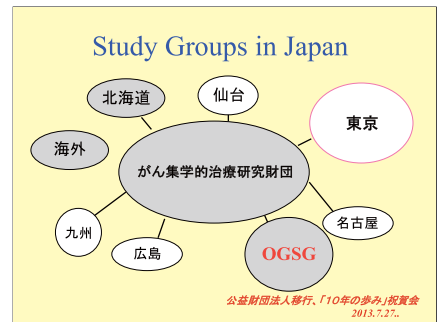 Study Groups in Japan
北海道
仙台
東京
海外
がん集学的治療研究財団
九州
広島
OGSG
名古屋
公益財団法人移行、「10年の歩み」祝賀会
2013.7.27..